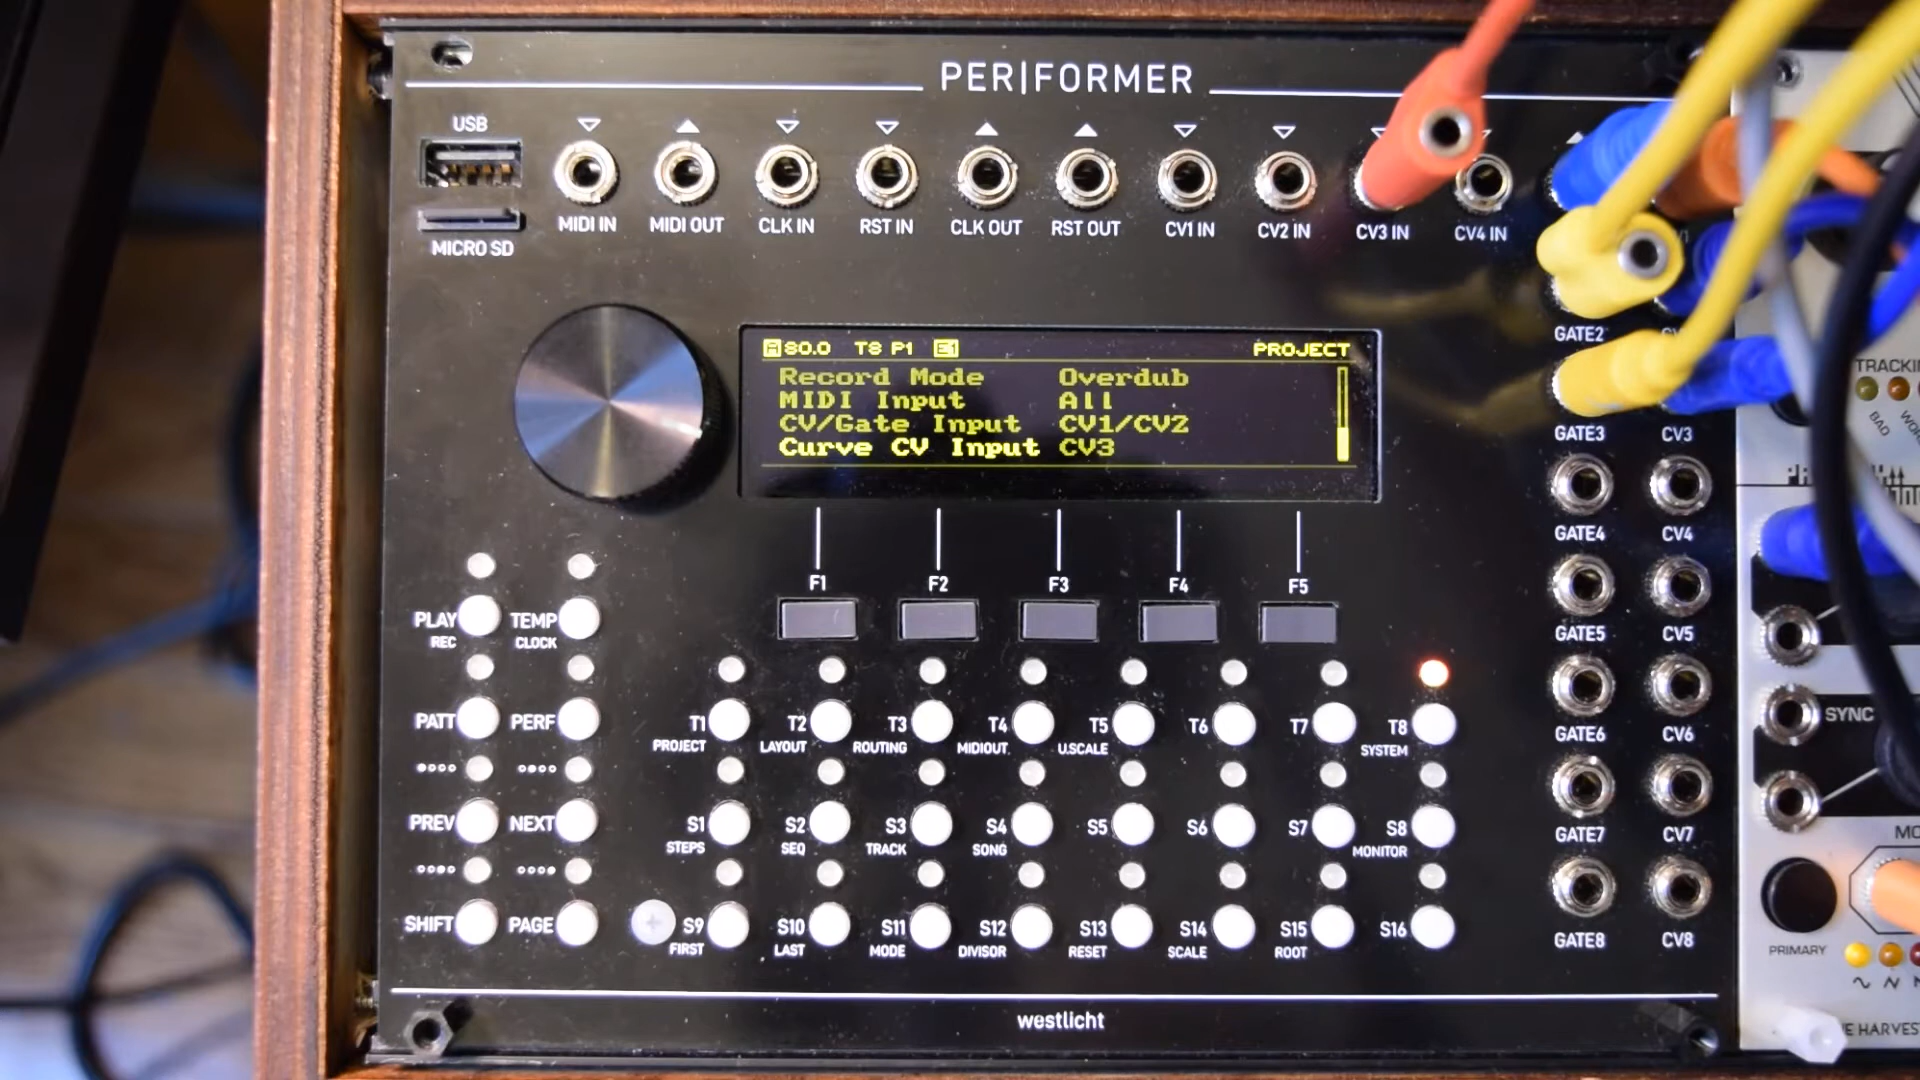 PER|FORMER
USB
MICRO SD
MIDI IN
MIDI OUT
CLK IN
RST IN
CLK OUT
RST OUT
CV1 IN
CV2 IN
CV3 IN
CV4 IN
A 80.0 T8 P1 E1 PROJECT
Record Mode Overdub
MIDI Input All
CV/Gate Input CV1/CV2
Curve CV Input CV3
F1 F2 F3 F4 F5
PLAY TEMP
REC CLOCK
PATT PERF
PREV NEXT
SHIFT PAGE
T1 T2 T3 T4 T5 T6 T7 T8
PROJECT LAYOUT ROUTING MIDIOUT U.SCALE SYSTEM
S1 S2 S3 S4 S5 S6 S7 S8
STEPS SEQ TRACK SONG MONITOR
S9 S10 S11 S12 S13 S14 S15 S16
FIRST LAST MODE DIVISOR RESET SCALE ROOT
GATE2
GATE3 CV3
GATE4 CV4
GATE5 CV5
GATE6 CV6
GATE7 CV7
GATE8 CV8
westlicht
BAD
SYNC
PRIMARY